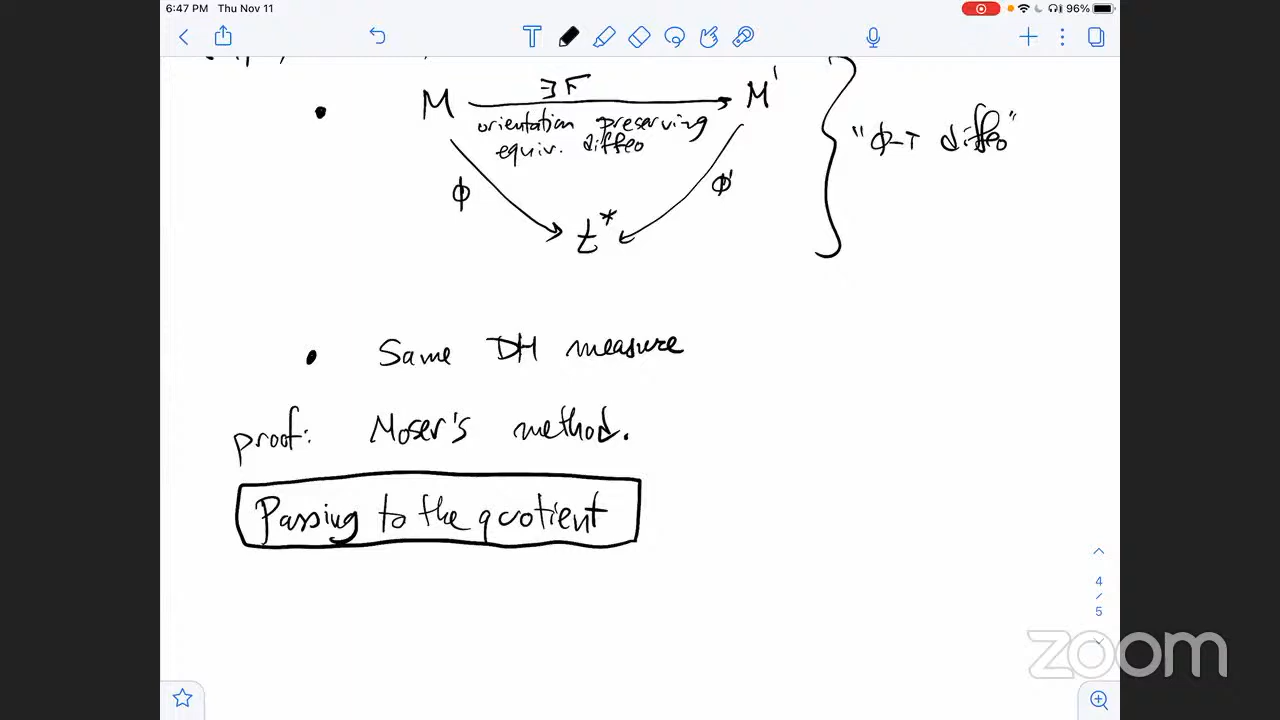 6:47 PM Thu Nov 11
96%
M ∃ F M'
orientation preserving
equiv. diffeo
"Φ-T diffeo"
ϕ ϕ'
t*
• Same DH measure
proof: Moser's method.
Passing to the quotient
4
/
5
zoom